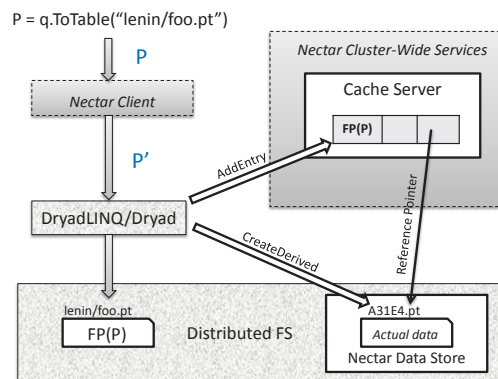 P = q.ToTable(“lenin/foo.pt”)
P
Nectar Client
P’
DryadLINQ/Dryad
Nectar Cluster-Wide Services
Cache Server
FP(P)
AddEntry
CreateDerived
Reference Pointer
lenin/foo.pt
FP(P)
Distributed FS
A31E4.pt
Actual data
Nectar Data Store